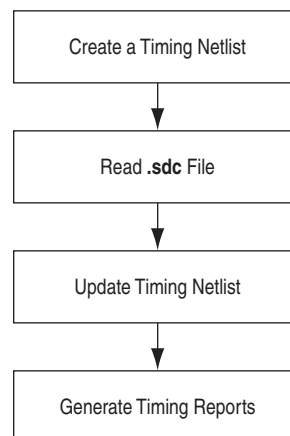 Create a Timing Netlist
Read .sdc File
Update Timing Netlist
Generate Timing Reports